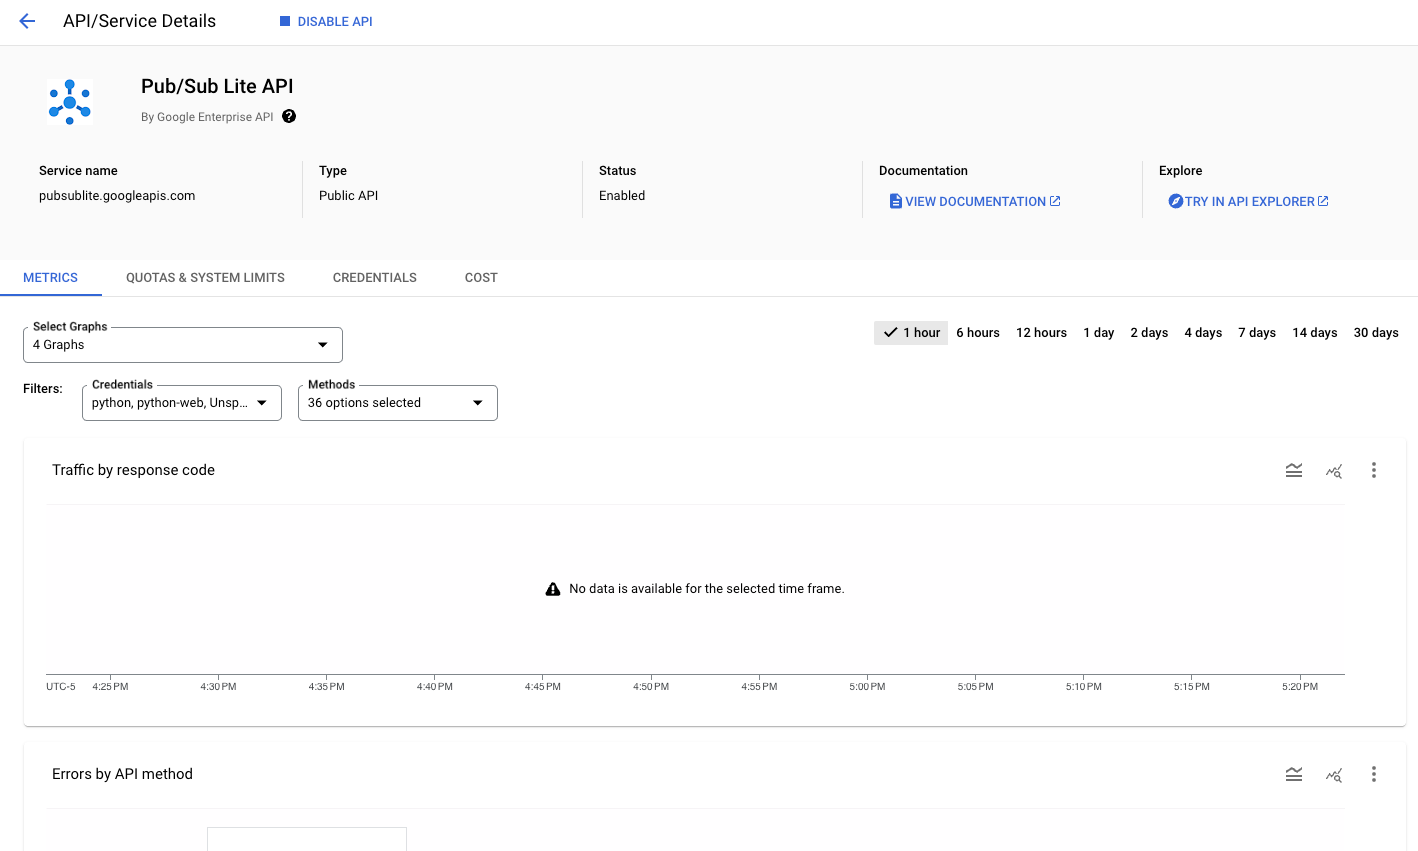 API/Service Details
DISABLE API
Pub/Sub Lite API
By Google Enterprise API
Service name
pubsublite.googleapis.com
Type
Public API
Status
Enabled
Documentation
VIEW DOCUMENTATION
Explore
TRY IN API EXPLORER
METRICS QUOTAS & SYSTEM LIMITS CREDENTIALS COST
Select Graphs
4 Graphs
1 hour 6 hours 12 hours 1 day 2 days 4 days 7 days 14 days 30 days
Filters:
Credentials
python, python-web, Unsp...
Methods
36 options selected
Traffic by response code
No data is available for the selected time frame.
UTC-5 4:25 PM 4:30 PM 4:35 PM 4:40 PM 4:45 PM 4:50 PM 4:55 PM 5:00 PM 5:05 PM 5:10 PM 5:15 PM 5:20 PM
Errors by API method